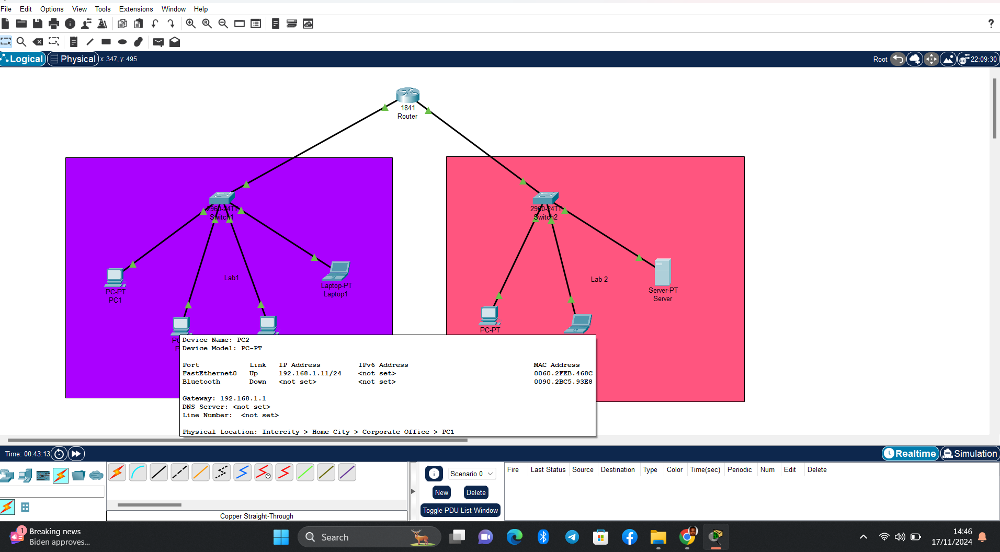 File Edit Options View Tools Extensions Window Help
?
Logical Physical x: 347, y: 495 Root 22:09:30
1841
Router
2960-24TT
Switch1
2960-24TT
Switch2
PC-PT
PC1
Lab1
Laptop-PT
Laptop1
Lab 2
Server-PT
Server
PC-PT
Device Name: PC2
Device Model: PC-PT
Port Link IP Address IPv6 Address MAC Address
FastEthernet0 Up 192.168.1.11/24 <not set> 0060.2FEB.468C
Bluetooth Down <not set> <not set> 0090.2BC5.93E8
Gateway: 192.168.1.1
DNS Server: <not set>
Line Number: <not set>
Physical Location: Intercity > Home City > Corporate Office > PC1
Time: 00:43:13 Realtime Simulation
Scenario 0
New Delete
Toggle PDU List Window
Fire Last Status Source Destination Type Color Time(sec) Periodic Num Edit Delete
Copper Straight-Through
1
Breaking news
Biden approves...
Search
14:46
17/11/2024